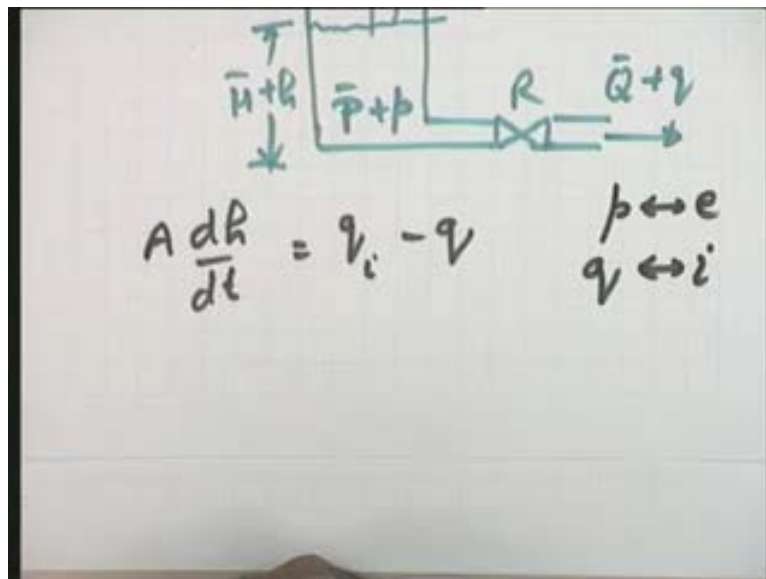 H̄+h P̄+p R Q̄+q
A dh/dt = qᵢ - q
p↔e
q↔i